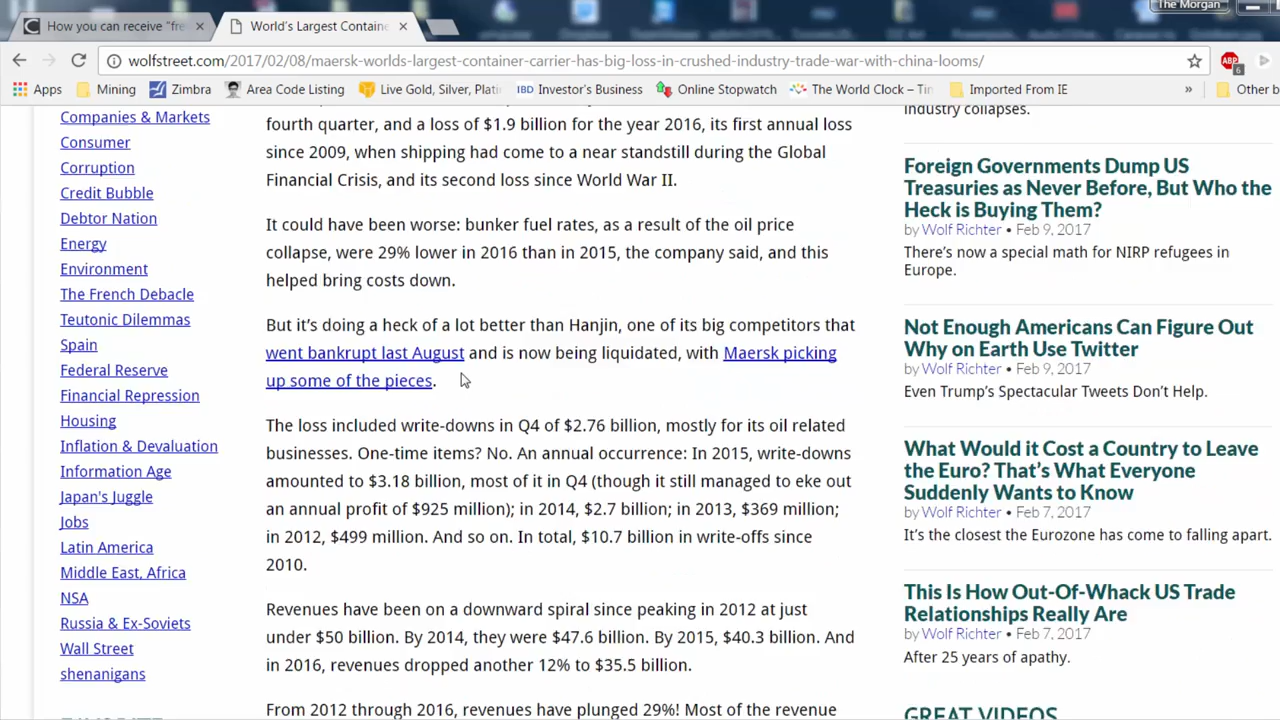 The Morgan
How you can receive "fre
World's Largest Containe
wolfstreet.com/2017/02/08/maersk-worlds-largest-container-carrier-has-big-loss-in-crushed-industry-trade-war-with-china-looms/
ABP
6
Apps
Mining
Zimbra
Area Code Listing
Live Gold, Silver, Platin
IBD Investor's Business
Online Stopwatch
The World Clock – Tim
Imported From IE
»
Other b
Companies & Markets
Consumer
Corruption
Credit Bubble
Debtor Nation
Energy
Environment
The French Debacle
Teutonic Dilemmas
Spain
Federal Reserve
Financial Repression
Housing
Inflation & Devaluation
Information Age
Japan's Juggle
Jobs
Latin America
Middle East, Africa
NSA
Russia & Ex-Soviets
Wall Street
shenanigans
fourth quarter, and a loss of $1.9 billion for the year 2016, its first annual loss
since 2009, when shipping had come to a near standstill during the Global
Financial Crisis, and its second loss since World War II.
It could have been worse: bunker fuel rates, as a result of the oil price
collapse, were 29% lower in 2016 than in 2015, the company said, and this
helped bring costs down.
But it's doing a heck of a lot better than Hanjin, one of its big competitors that
went bankrupt last August and is now being liquidated, with Maersk picking
up some of the pieces.
The loss included write-downs in Q4 of $2.76 billion, mostly for its oil related
businesses. One-time items? No. An annual occurrence: In 2015, write-downs
amounted to $3.18 billion, most of it in Q4 (though it still managed to eke out
an annual profit of $925 million); in 2014, $2.7 billion; in 2013, $369 million;
in 2012, $499 million. And so on. In total, $10.7 billion in write-offs since
2010.
Revenues have been on a downward spiral since peaking in 2012 at just
under $50 billion. By 2014, they were $47.6 billion. By 2015, $40.3 billion. And
in 2016, revenues dropped another 12% to $35.5 billion.
From 2012 through 2016, revenues have plunged 29%! Most of the revenue
industry collapses.
Foreign Governments Dump US
Treasuries as Never Before, But Who the
Heck is Buying Them?
by Wolf Richter • Feb 9, 2017
There's now a special math for NIRP refugees in
Europe.
Not Enough Americans Can Figure Out
Why on Earth Use Twitter
by Wolf Richter • Feb 9, 2017
Even Trump's Spectacular Tweets Don't Help.
What Would it Cost a Country to Leave
the Euro? That's What Everyone
Suddenly Wants to Know
by Wolf Richter • Feb 7, 2017
It's the closest the Eurozone has come to falling apart.
This Is How Out-Of-Whack US Trade
Relationships Really Are
by Wolf Richter • Feb 7, 2017
After 25 years of apathy.
GREAT VIDEOS